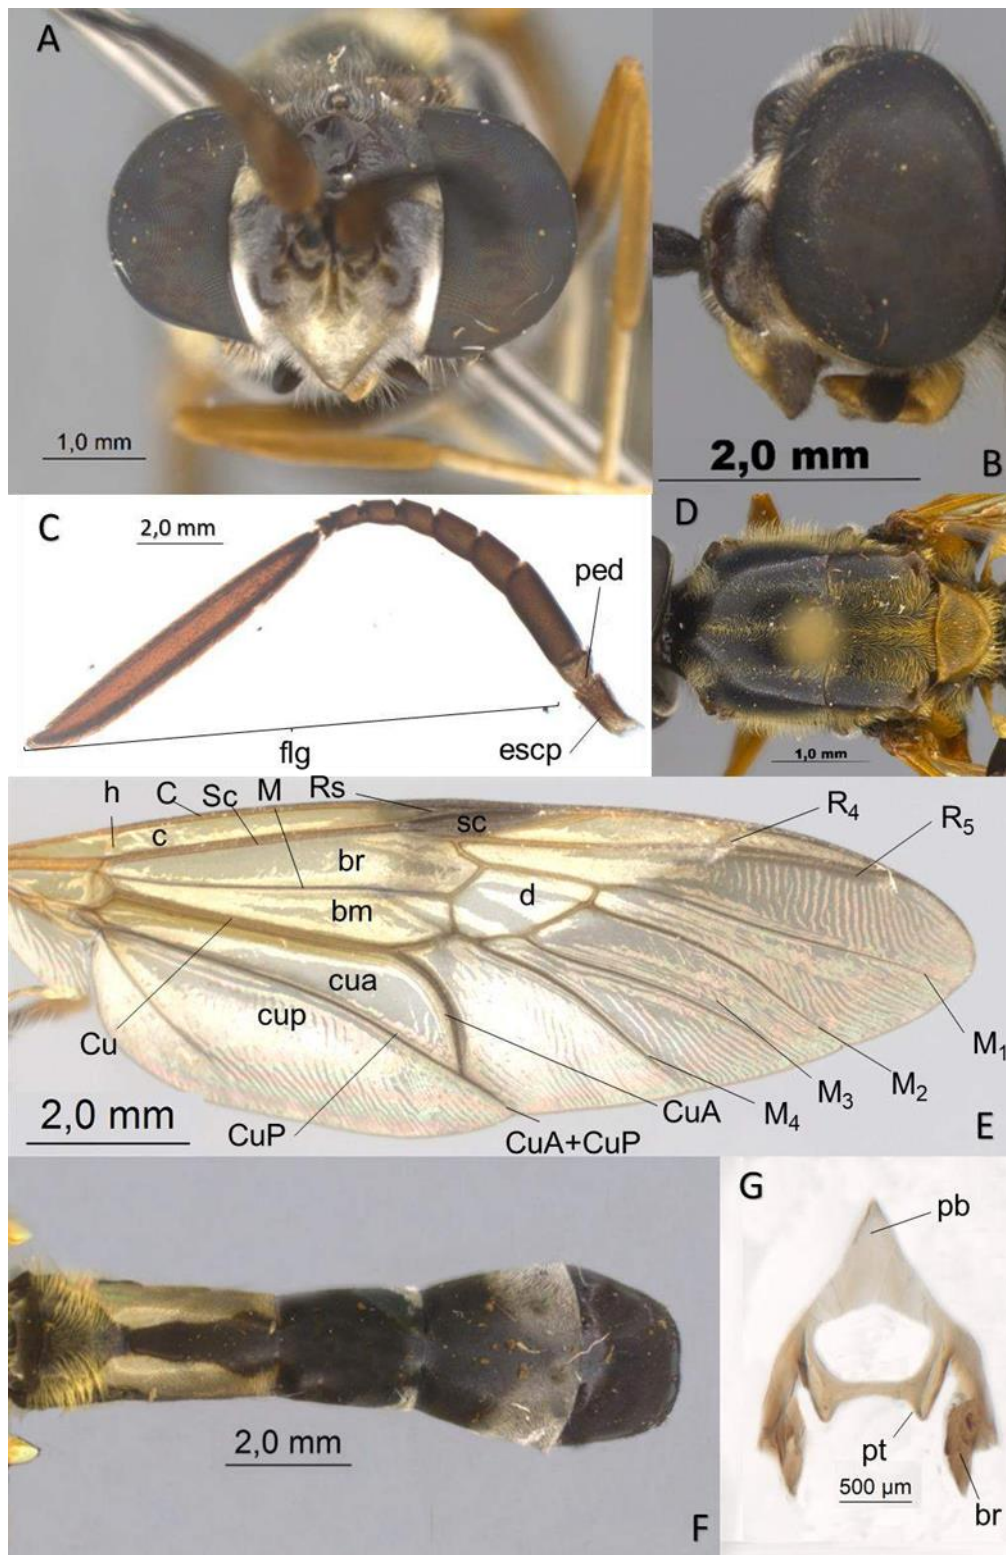 A
1,0 mm
2,0 mm
B
C
2,0 mm
ped
flg
escp
D
1,0 mm
h C Sc M Rs
R4
R5
c
sc
br
d
bm
cua
cup
Cu
M1
M2
M3
M4
CuA
2,0 mm
CuP
CuA+CuP
E
2,0 mm
F
G
pb
pt
500 µm
br